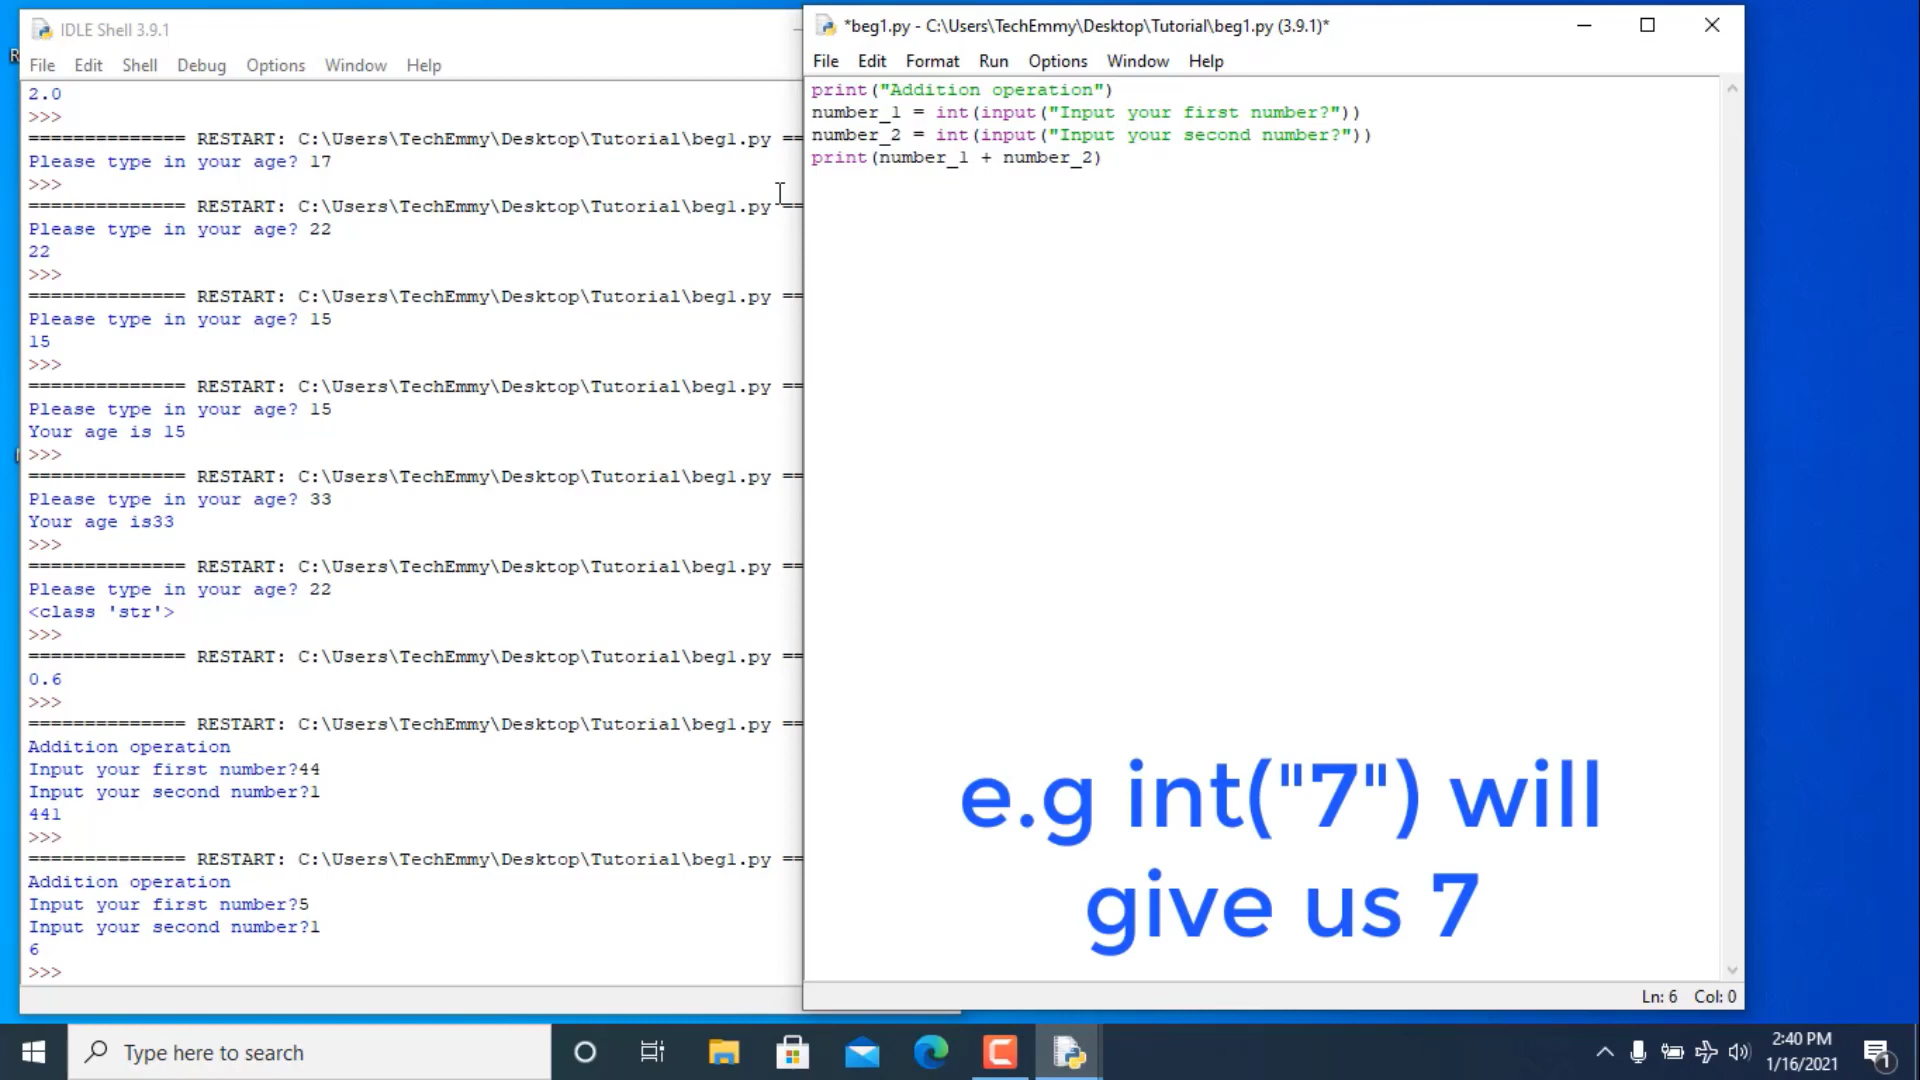 IDLE Shell 3.9.1
File Edit Shell Debug Options Window Help
2.0
>>>
============== RESTART: C:\Users\TechEmmy\Desktop\Tutorial\beg1.py ==
Please type in your age? 17
>>>
============== RESTART: C:\Users\TechEmmy\Desktop\Tutorial\beg1.py ==
Please type in your age? 22
22
>>>
============== RESTART: C:\Users\TechEmmy\Desktop\Tutorial\beg1.py ==
Please type in your age? 15
15
>>>
============== RESTART: C:\Users\TechEmmy\Desktop\Tutorial\beg1.py ==
Please type in your age? 15
Your age is 15
>>>
============== RESTART: C:\Users\TechEmmy\Desktop\Tutorial\beg1.py ==
Please type in your age? 33
Your age is33
>>>
============== RESTART: C:\Users\TechEmmy\Desktop\Tutorial\beg1.py ==
Please type in your age? 22
<class 'str'>
>>>
============== RESTART: C:\Users\TechEmmy\Desktop\Tutorial\beg1.py ==
0.6
>>>
============== RESTART: C:\Users\TechEmmy\Desktop\Tutorial\beg1.py ==
Addition operation
Input your first number?44
Input your second number?1
441
>>>
============== RESTART: C:\Users\TechEmmy\Desktop\Tutorial\beg1.py ==
Addition operation
Input your first number?5
Input your second number?1
6
>>>
*beg1.py - C:\Users\TechEmmy\Desktop\Tutorial\beg1.py (3.9.1)*
File Edit Format Run Options Window Help
print("Addition operation")
number_1 = int(input("Input your first number?"))
number_2 = int(input("Input your second number?"))
print(number_1 + number_2)
e.g int("7") will
give us 7
Ln: 6 Col: 0
Type here to search
2:40 PM
1/16/2021
1